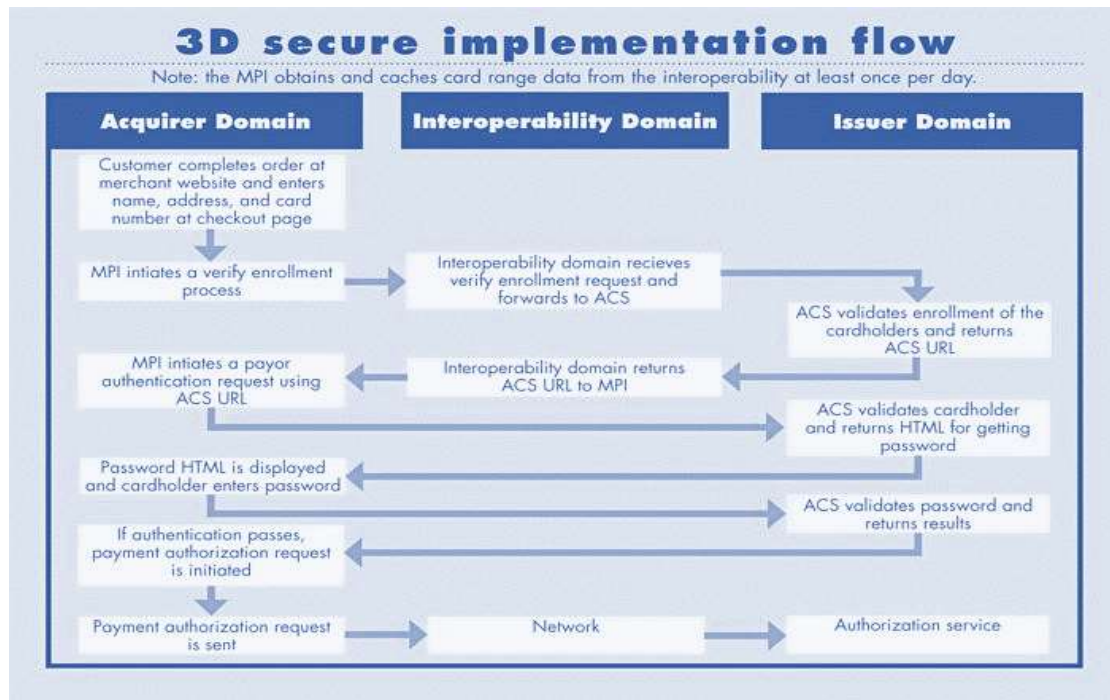 3D secure implementation flow
Note: the MPI obtains and caches card range data from the interoperability at least once per day.
Acquirer Domain
Interoperability Domain
Issuer Domain
Customer completes order at
merchant website and enters
name, address, and card
number at checkout page
MPI intiates a verify enrollment
process
Interoperability domain recieves
verify enrollment request and
forwards to ACS
ACS validates enrollment of the
cardholders and returns
ACS URL
Interoperability domain returns
ACS URL to MPI
MPI intiates a payor
authentication request using
ACS URL
ACS validates cardholder
and returns HTML for getting
password
Password HTML is displayed
and cardholder enters password
ACS validates password and
returns results
If authentication passes,
payment authorization request
is initiated
Payment authorization request
is sent
Network
Authorization service